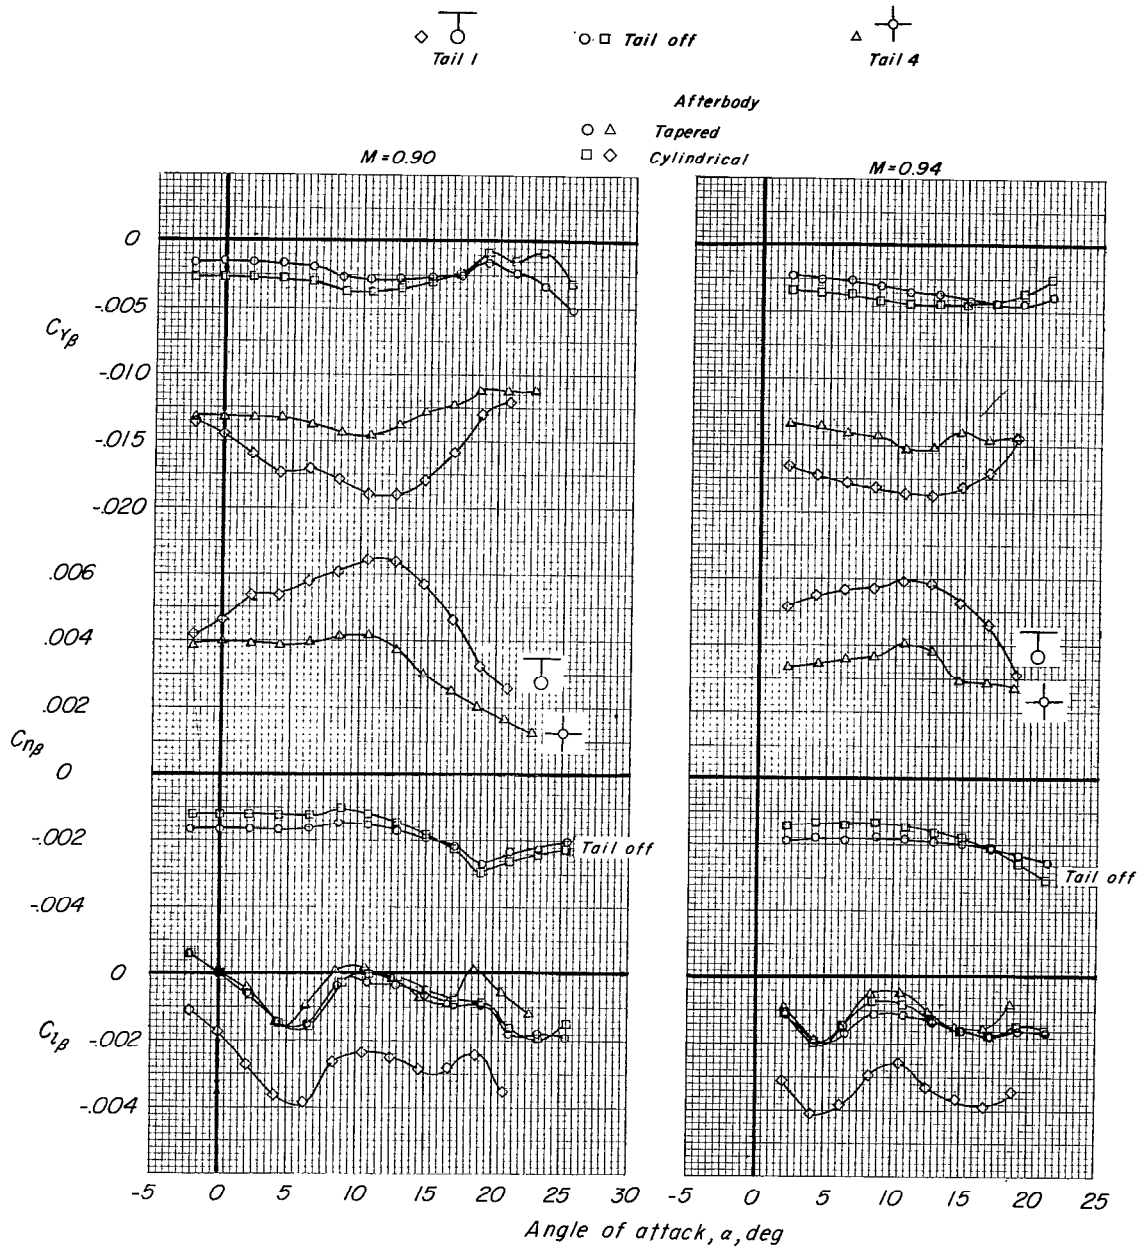 Tail 1
Tail off
Tail 4
Afterbody
Tapered
Cylindrical
M=0.90
M=0.94
0
-.005
CYβ
-.010
-.015
-.020
.006
.004
.002
Cnβ
0
-.002
-.004
Tail off
Tail off
0
Clβ
-.002
-.004
-5 0 5 10 15 20 25 30
-5 0 5 10 15 20 25
Angle of attack, α, deg